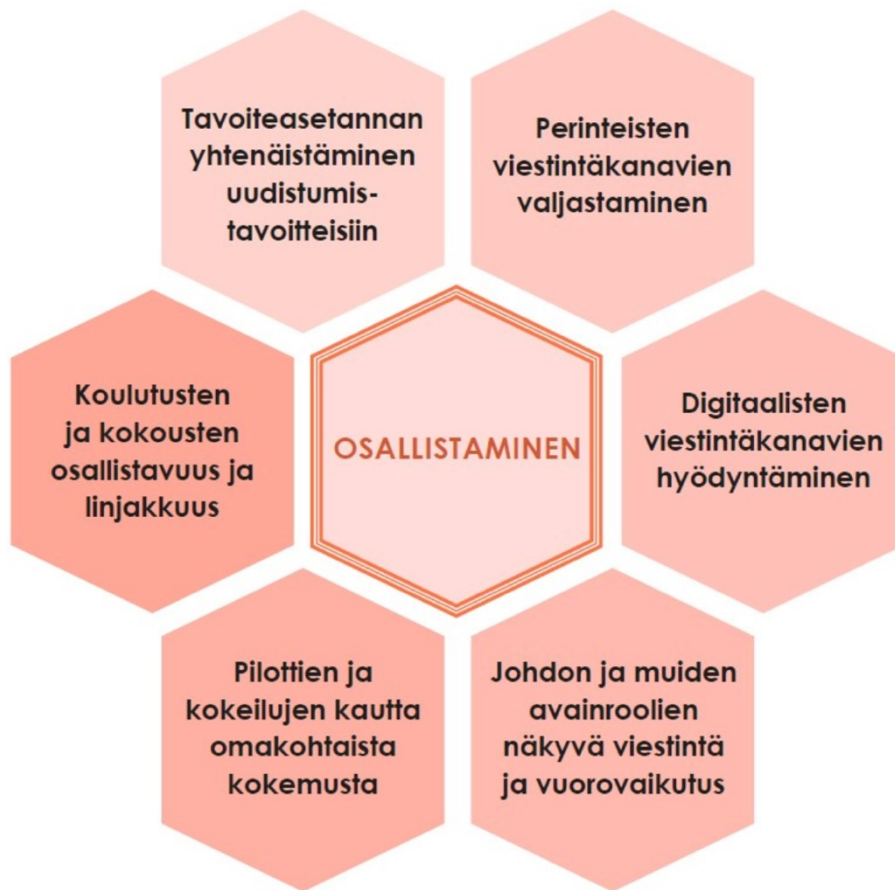 Tavoiteasetannan
yhtenäistäminen
uudistumis-
tavoitteisiin
Perinteisten
viestintäkanavien
valjastaminen
Koulutusten
ja kokousten
osallistavuus ja
linjakkuus
OSALLISTAMINEN
Digitaalisten
viestintäkanavien
hyödyntäminen
Pilottien ja
kokeilujen kautta
omakohtaista
kokemusta
Johdon ja muiden
avainroolien
näkyvä viestintä
ja vuorovaikutus